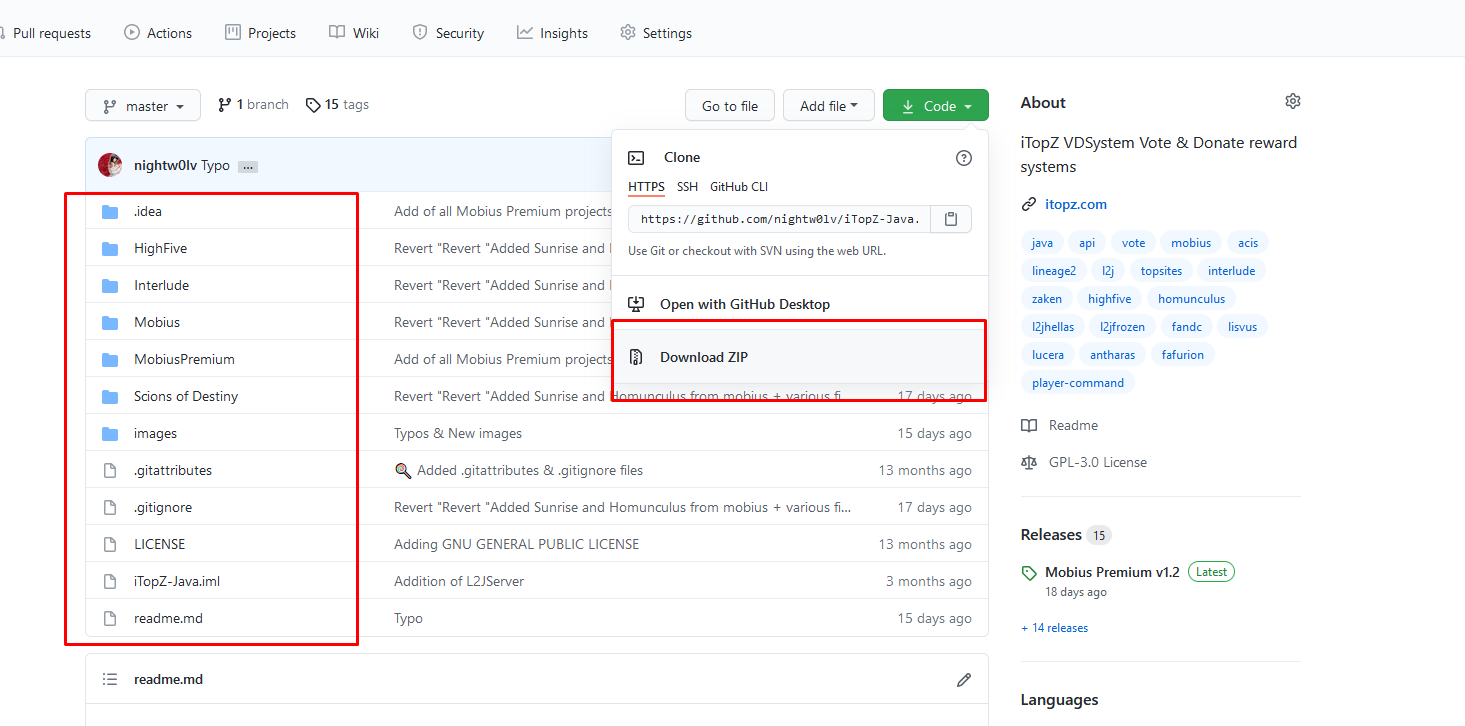 Pull requests Actions Projects Wiki Security Insights Settings
master 1 branch 15 tags Go to file Add file Code
nightw0lv Typo ...
.idea Add of all Mobius Premium projects
HighFive Revert "Revert "Added Sunrise and
Interlude Revert "Revert "Added Sunrise and
Mobius Revert "Revert "Added Sunrise and
MobiusPremium Add of all Mobius Premium projects
Scions of Destiny Revert "Revert "Added Sunrise and Homunculus from mobius + various fi... 17 days ago
images Typos & New images 15 days ago
.gitattributes Added .gitattributes & .gitignore files 13 months ago
.gitignore Revert "Revert "Added Sunrise and Homunculus from mobius + various fi... 17 days ago
LICENSE Adding GNU GENERAL PUBLIC LICENSE 13 months ago
iTopZ-Java.iml Addition of L2JServer 3 months ago
readme.md Typo 15 days ago
readme.md
Clone
HTTPS SSH GitHub CLI
https://github.com/nightw0lv/iTopZ-Java.
Use Git or checkout with SVN using the web URL.
Open with GitHub Desktop
Download ZIP
About
iTopZ VDSystem Vote & Donate reward
systems
itopz.com
java api vote mobius acis
lineage2 l2j topsites interlude
zaken highfive homunculus
l2jhellas l2jfrozen fandc lisvus
lucera antharas fafurion
player-command
Readme
GPL-3.0 License
Releases 15
Mobius Premium v1.2 Latest
18 days ago
+ 14 releases
Languages